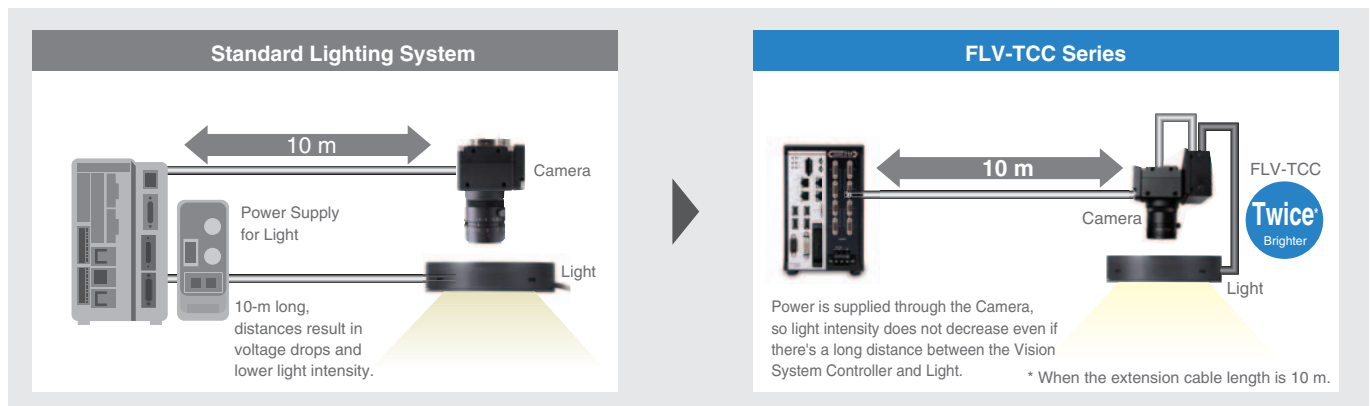 Standard Lighting System
10 m
Camera
Power Supply
for Light
Light
10-m long,
distances result in
voltage drops and
lower light intensity.
FLV-TCC Series
10 m
FLV-TCC
Camera
Twice*
Brighter
Light
Power is supplied through the Camera,
so light intensity does not decrease even if
there's a long distance between the Vision
System Controller and Light.
* When the extension cable length is 10 m.